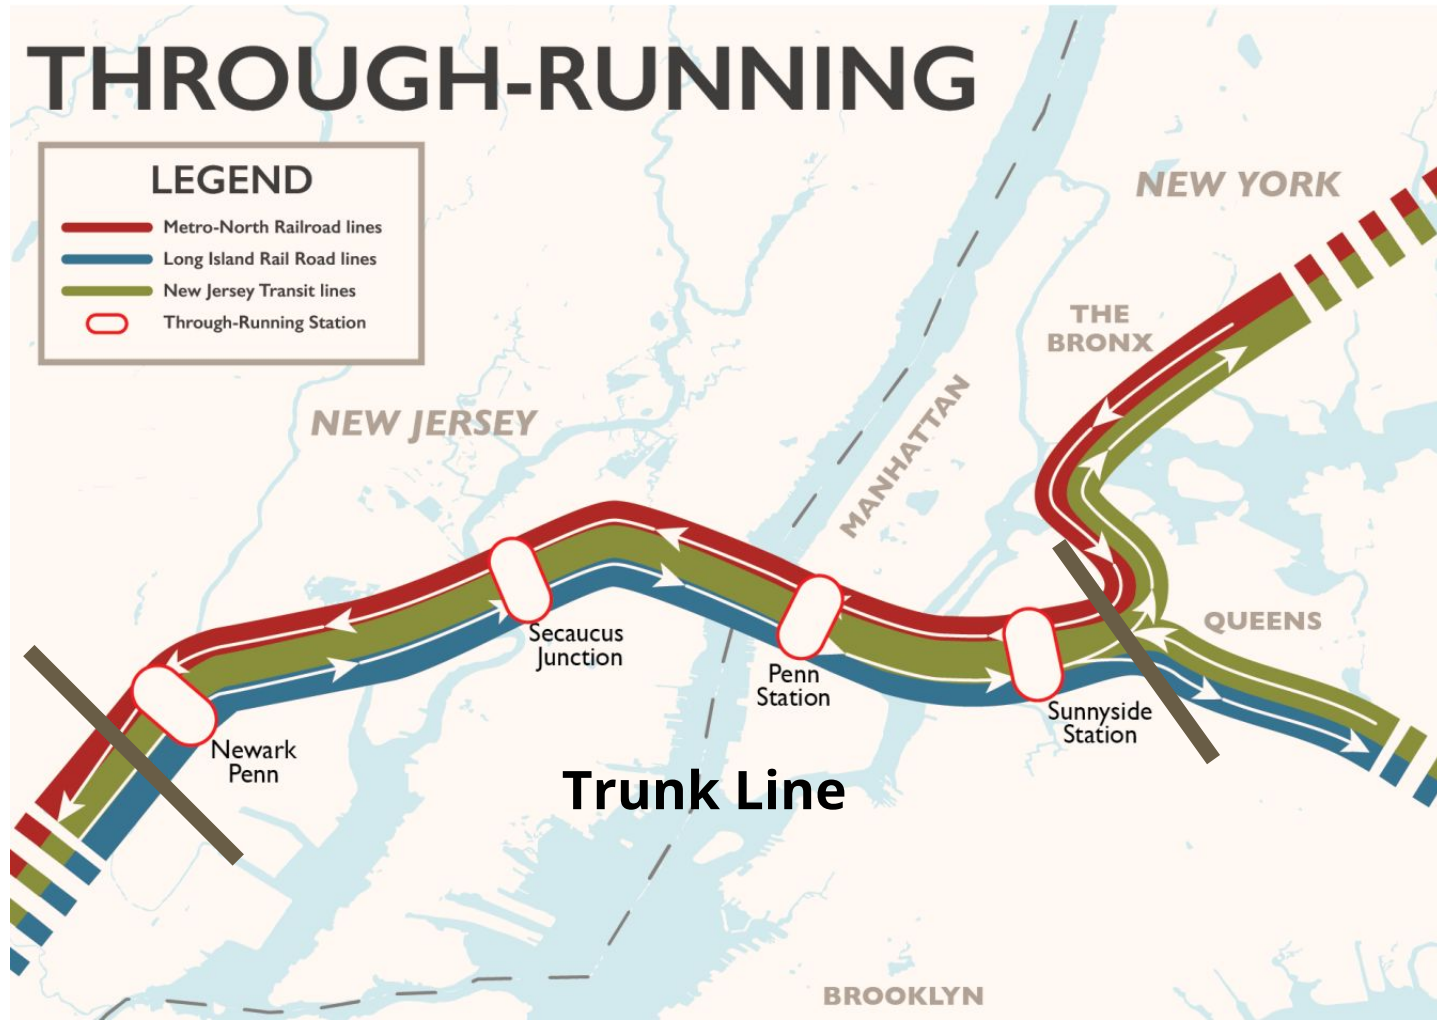 THROUGH-RUNNING
LEGEND
Metro-North Railroad lines
Long Island Rail Road lines
New Jersey Transit lines
Through-Running Station
NEW YORK
THE
BRONX
NEW JERSEY
MANHATTAN
QUEENS
Secaucus
Junction
Penn
Station
Sunnyside
Station
Newark
Penn
Trunk Line
BROOKLYN